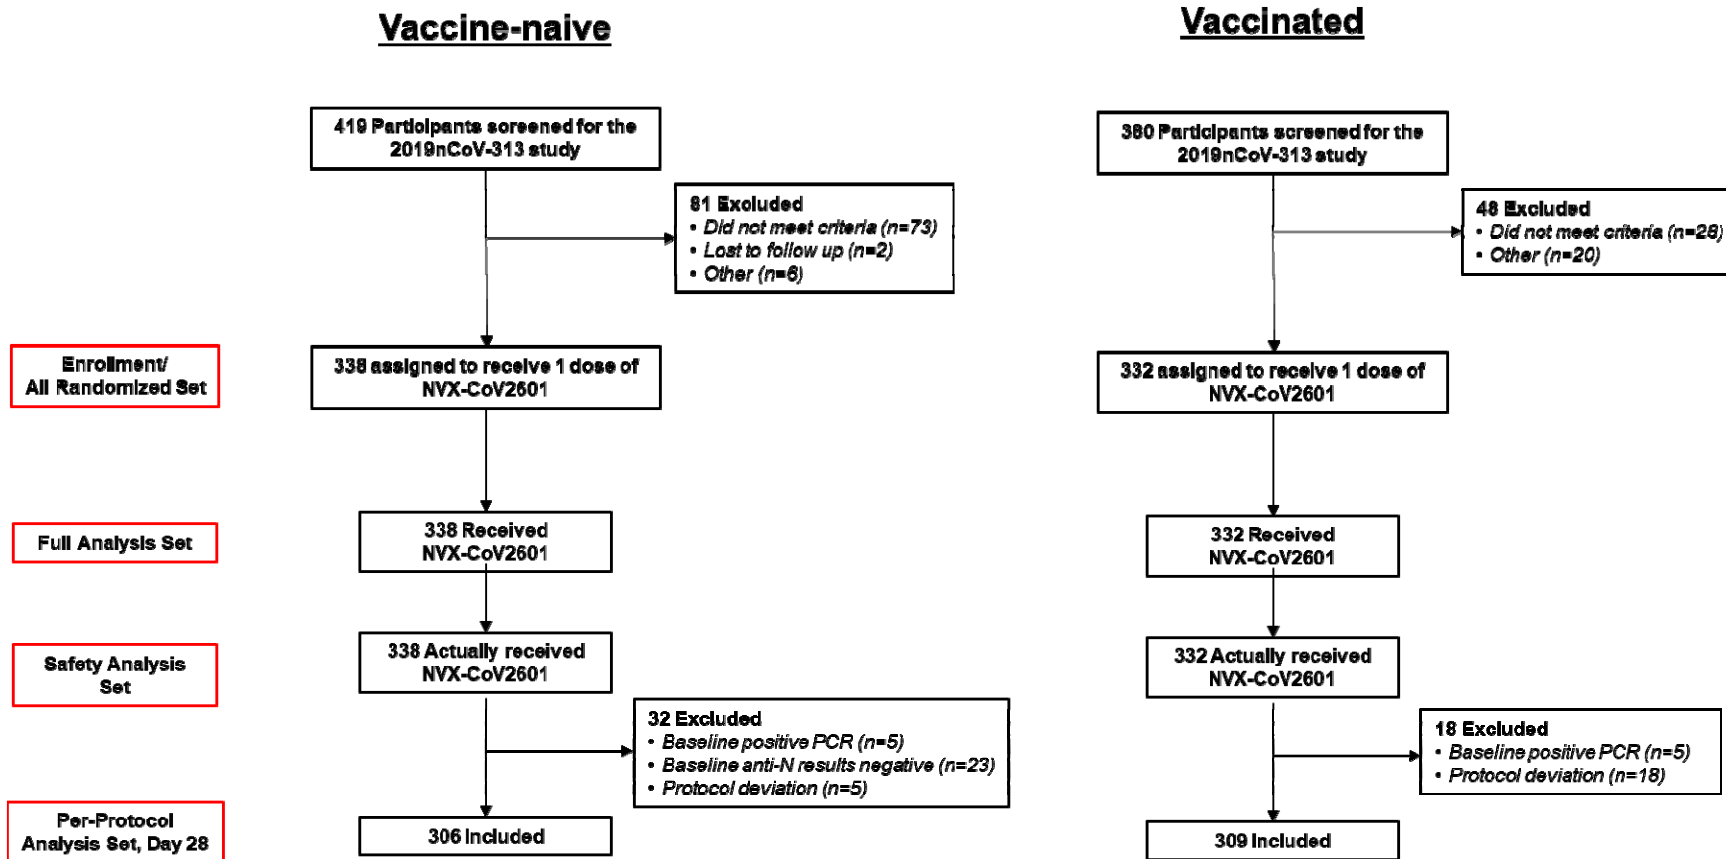 Vaccine-naive
419 Participants screened for the
2019nCoV-313 study
81 Excluded
• Did not meet criteria (n=73)
• Lost to follow up (n=2)
• Other (n=6)
338 assigned to receive 1 dose of
NVX-CoV2601
338 Received
NVX-CoV2601
338 Actually received
NVX-CoV2601
32 Excluded
• Baseline positive PCR (n=5)
• Baseline anti-N results negative (n=23)
• Protocol deviation (n=5)
306 Included
Vaccinated
380 Participants screened for the
2019nCoV-313 study
48 Excluded
• Did not meet criteria (n=28)
• Other (n=20)
332 assigned to receive 1 dose of
NVX-CoV2601
332 Received
NVX-CoV2601
332 Actually received
NVX-CoV2601
18 Excluded
• Baseline positive PCR (n=5)
• Protocol deviation (n=18)
309 Included
Enrollment/
All Randomized Set
Full Analysis Set
Safety Analysis
Set
Per-Protocol
Analysis Set, Day 28